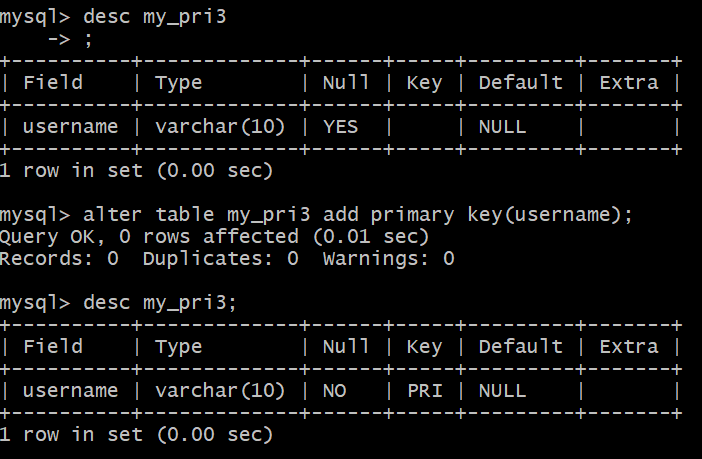 mysql> desc my_pri3
    -> ;
+----------+-------------+------+-----+---------+-------+
| Field    | Type        | Null | Key | Default | Extra |
+----------+-------------+------+-----+---------+-------+
| username | varchar(10) | YES  |     | NULL    |       |
+----------+-------------+------+-----+---------+-------+
1 row in set (0.00 sec)

mysql> alter table my_pri3 add primary key(username);
Query OK, 0 rows affected (0.01 sec)
Records: 0  Duplicates: 0  Warnings: 0

mysql> desc my_pri3;
+----------+-------------+------+-----+---------+-------+
| Field    | Type        | Null | Key | Default | Extra |
+----------+-------------+------+-----+---------+-------+
| username | varchar(10) | NO   | PRI | NULL    |       |
+----------+-------------+------+-----+---------+-------+
1 row in set (0.00 sec)